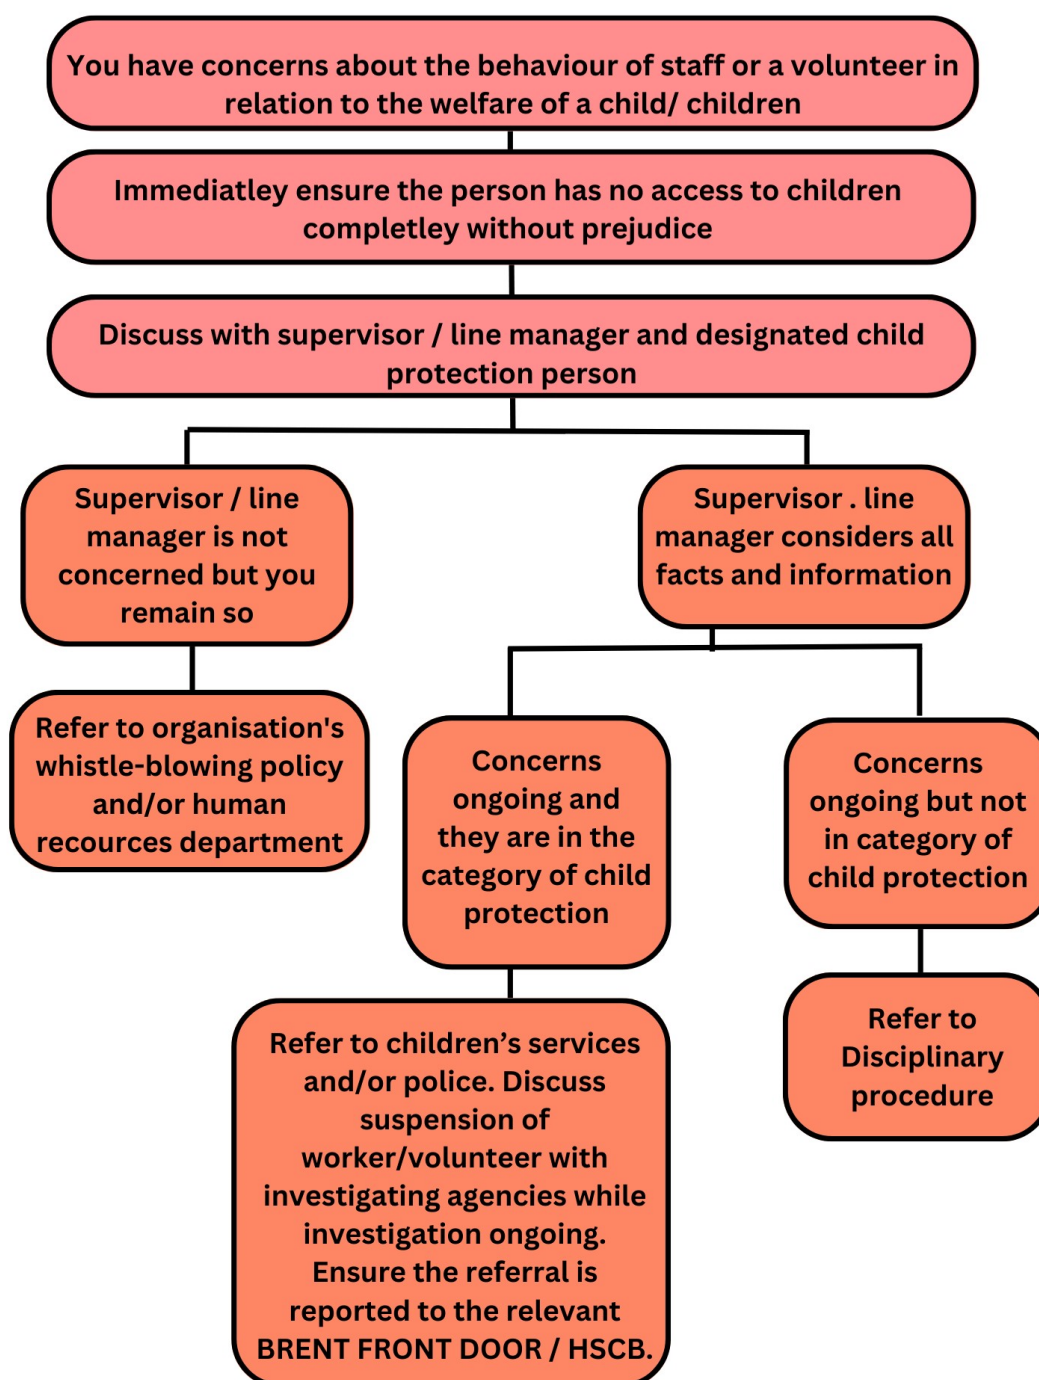 You have concerns about the behaviour of staff or a volunteer in
relation to the welfare of a child/ children
Immediatley ensure the person has no access to children
completley without prejudice
Discuss with supervisor / line manager and designated child
protection person
Supervisor / line
manager is not
concerned but you
remain so
Supervisor . line
manager considers all
facts and information
Refer to organisation's
whistle-blowing policy
and/or human
recources department
Concerns
ongoing and
they are in the
category of child
protection
Concerns
ongoing but not
in category of
child protection
Refer to children’s services
and/or police. Discuss
suspension of
worker/volunteer with
investigating agencies while
investigation ongoing.
Ensure the referral is
reported to the relevant
BRENT FRONT DOOR / HSCB.
Refer to
Disciplinary
procedure